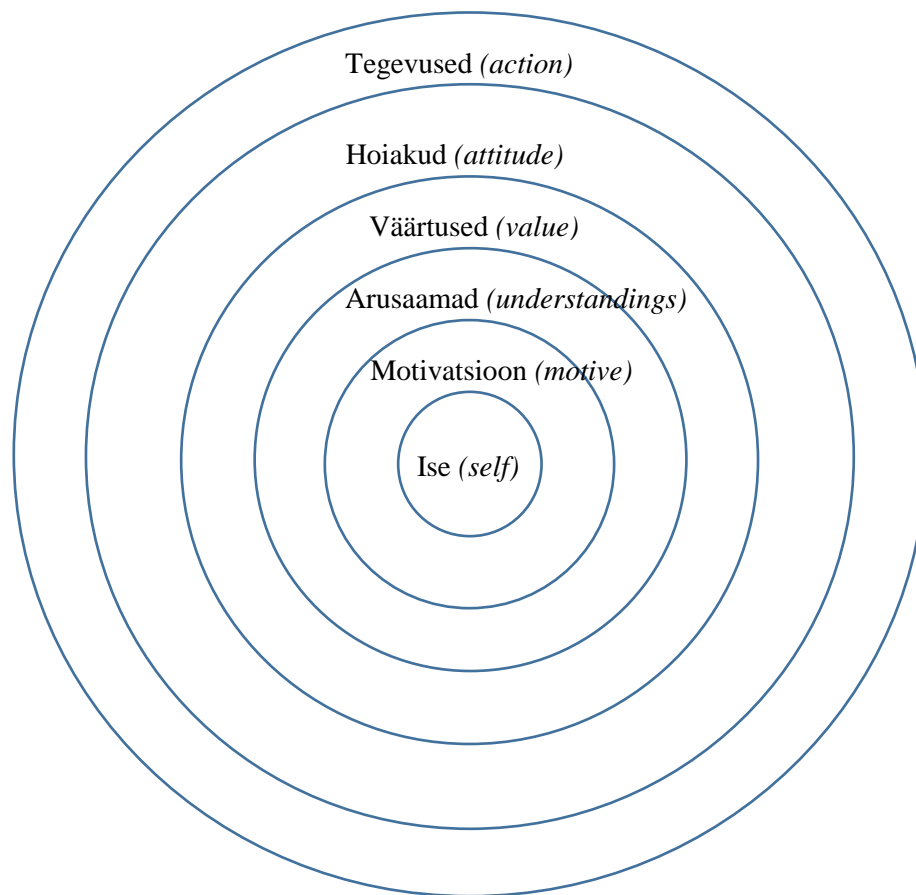 Tegevused (action)
Hoiakud (attitude)
Väärtused (value)
Arusaamad (understandings)
Motivatsioon (motive)
Ise (self)